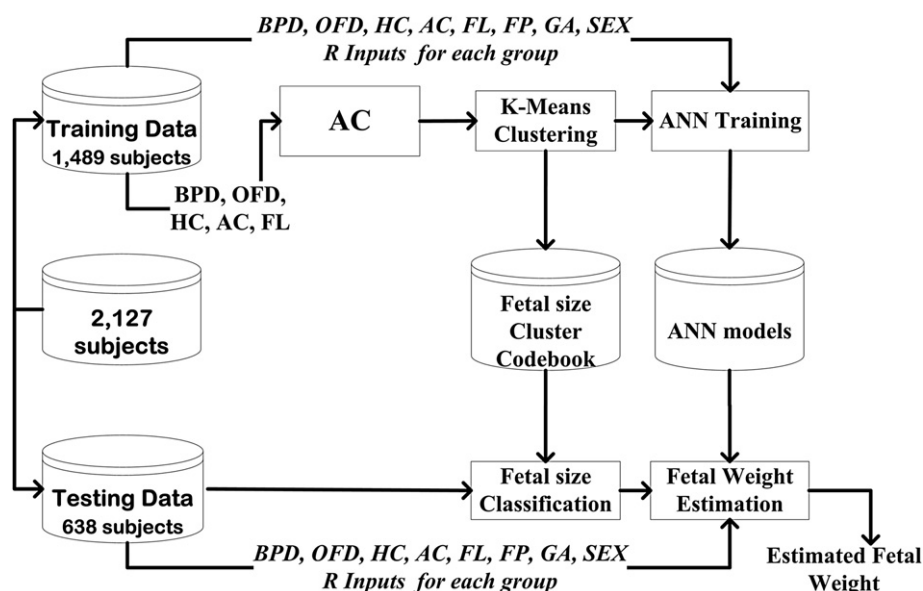 BPD, OFD, HC, AC, FL, FP, GA, SEX
R Inputs for each group
Training Data
1,489 subjects
AC
K-Means
Clustering
ANN Training
BPD, OFD,
HC, AC, FL
2,127
subjects
Fetal size
Cluster
Codebook
ANN models
Testing Data
638 subjects
Fetal size
Classification
Fetal Weight
Estimation
BPD, OFD, HC, AC, FL, FP, GA, SEX
R Inputs for each group
Estimated Fetal
Weight